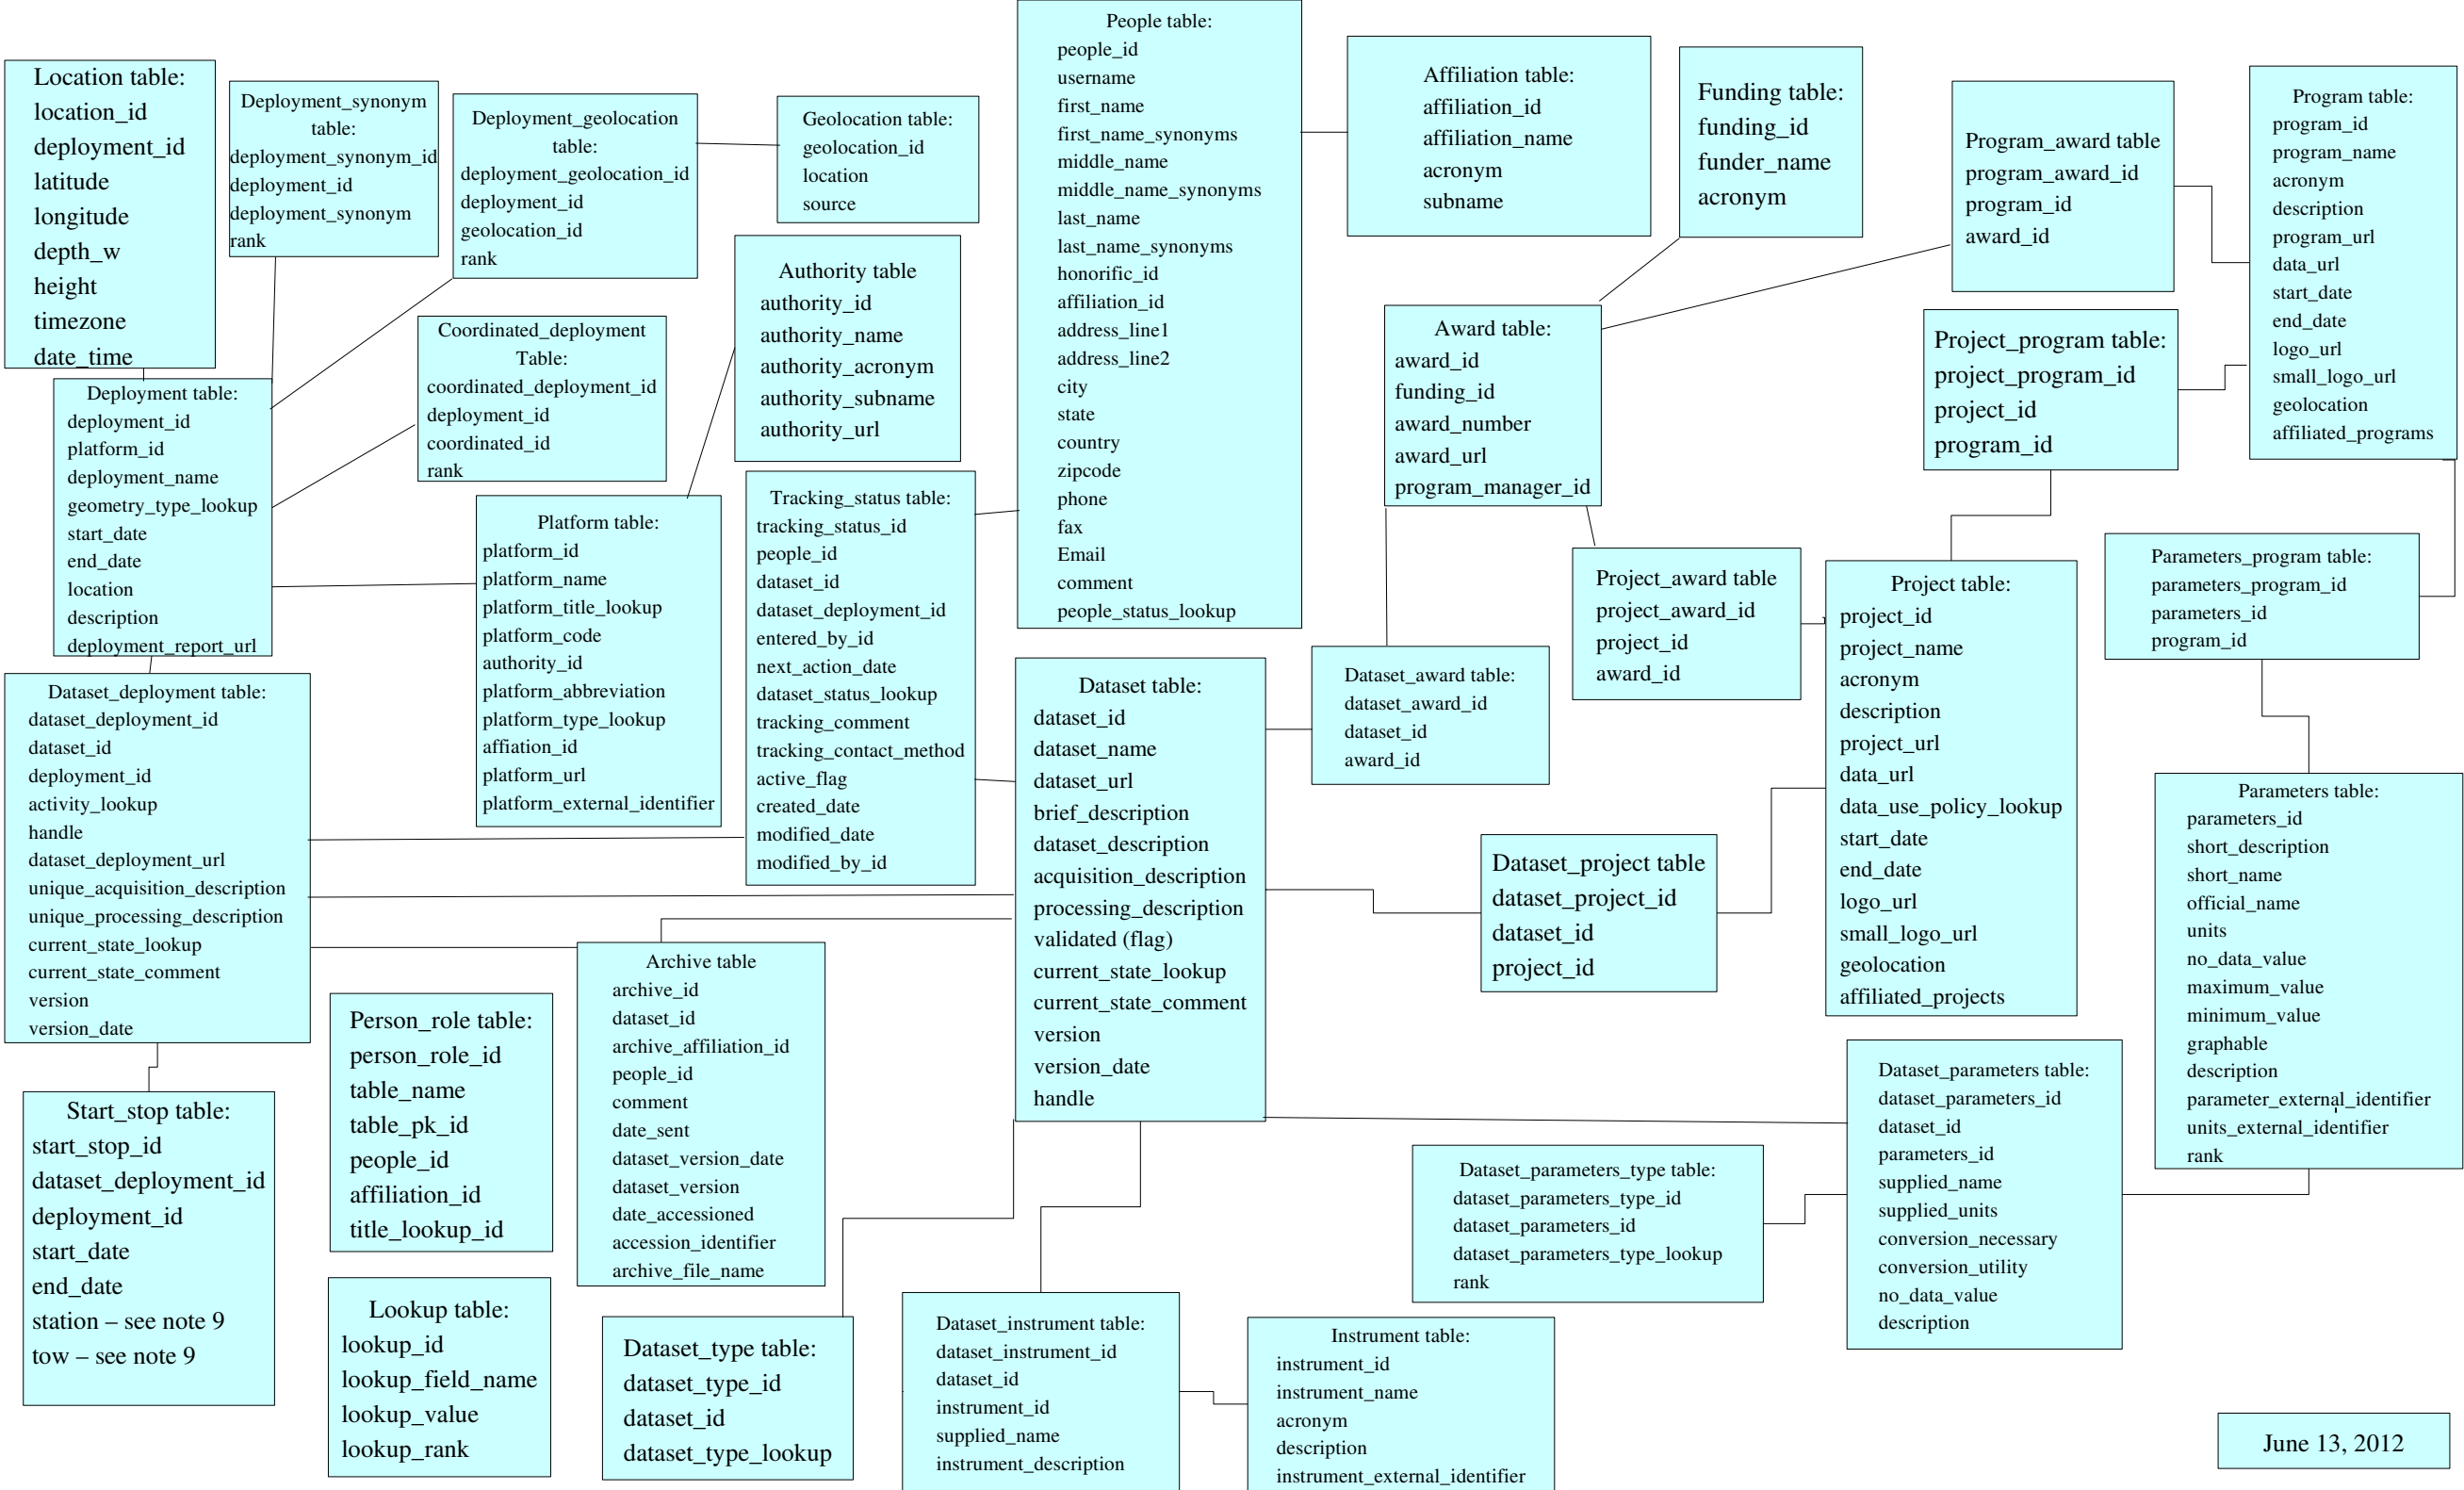 People table:
people_id
username
first_name
first_name_synonyms
middle_name
middle_name_synonyms
last_name
last_name_synonyms
honorific_id
affiliation_id
address_line1
address_line2
city
state
country
zipcode
phone
fax
Email
comment
people_status_lookup
Location table:
location_id
deployment_id
latitude
longitude
depth_w
height
timezone
date_time
Deployment_synonym
table:
deployment_synonym_id
deployment_id
deployment_synonym
rank
Deployment_geolocation
table:
deployment_geolocation_id
deployment_id
geolocation_id
rank
Geolocation table:
geolocation_id
location
source
Affiliation table:
affiliation_id
affiliation_name
acronym
subname
Funding table:
funding_id
funder_name
acronym
Program_award table
program_award_id
program_id
award_id
Program table:
program_id
program_name
acronym
description
program_url
data_url
start_date
end_date
logo_url
small_logo_url
geolocation
affiliated_programs
Authority table
authority_id
authority_name
authority_acronym
authority_subname
authority_url
Coordinated_deployment
Table:
coordinated_deployment_id
deployment_id
coordinated_id
rank
Award table:
award_id
funding_id
award_number
award_url
program_manager_id
Project_program table:
project_program_id
project_id
program_id
Deployment table:
deployment_id
platform_id
deployment_name
geometry_type_lookup
start_date
end_date
location
description
deployment_report_url
Platform table:
platform_id
platform_name
platform_title_lookup
platform_code
authority_id
platform_abbreviation
platform_type_lookup
affiation_id
platform_url
platform_external_identifier
Tracking_status table:
tracking_status_id
people_id
dataset_id
dataset_deployment_id
entered_by_id
next_action_date
dataset_status_lookup
tracking_comment
tracking_contact_method
active_flag
created_date
modified_date
modified_by_id
Project_award table
project_award_id
project_id
award_id
Project table:
project_id
project_name
acronym
description
project_url
data_url
data_use_policy_lookup
start_date
end_date
logo_url
small_logo_url
geolocation
affiliated_projects
Parameters_program table:
parameters_program_id
parameters_id
program_id
Dataset_deployment table:
dataset_deployment_id
dataset_id
deployment_id
activity_lookup
handle
dataset_deployment_url
unique_acquisition_description
unique_processing_description
current_state_lookup
current_state_comment
version
version_date
Dataset table:
dataset_id
dataset_name
dataset_url
brief_description
dataset_description
acquisition_description
processing_description
validated (flag)
current_state_lookup
current_state_comment
version
version_date
handle
Dataset_award table:
dataset_award_id
dataset_id
award_id
Parameters table:
parameters_id
short_description
short_name
official_name
units
no_data_value
maximum_value
minimum_value
graphable
description
parameter_external_identifier
units_external_identifier
rank
Dataset_project table
dataset_project_id
dataset_id
project_id
Archive table
archive_id
dataset_id
archive_affiliation_id
people_id
comment
date_sent
dataset_version_date
dataset_version
date_accessioned
accession_identifier
archive_file_name
Person_role table:
person_role_id
table_name
table_pk_id
people_id
affiliation_id
title_lookup_id
Start_stop table:
start_stop_id
dataset_deployment_id
deployment_id
start_date
end_date
station – see note 9
tow – see note 9
Dataset_parameters table:
dataset_parameters_id
dataset_id
parameters_id
supplied_name
supplied_units
conversion_necessary
conversion_utility
no_data_value
description
Dataset_parameters_type table:
dataset_parameters_type_id
dataset_parameters_id
dataset_parameters_type_lookup
rank
Lookup table:
lookup_id
lookup_field_name
lookup_value
lookup_rank
Dataset_type table:
dataset_type_id
dataset_id
dataset_type_lookup
Dataset_instrument table:
dataset_instrument_id
dataset_id
instrument_id
supplied_name
instrument_description
Instrument table:
instrument_id
instrument_name
acronym
description
instrument_external_identifier
June 13, 2012